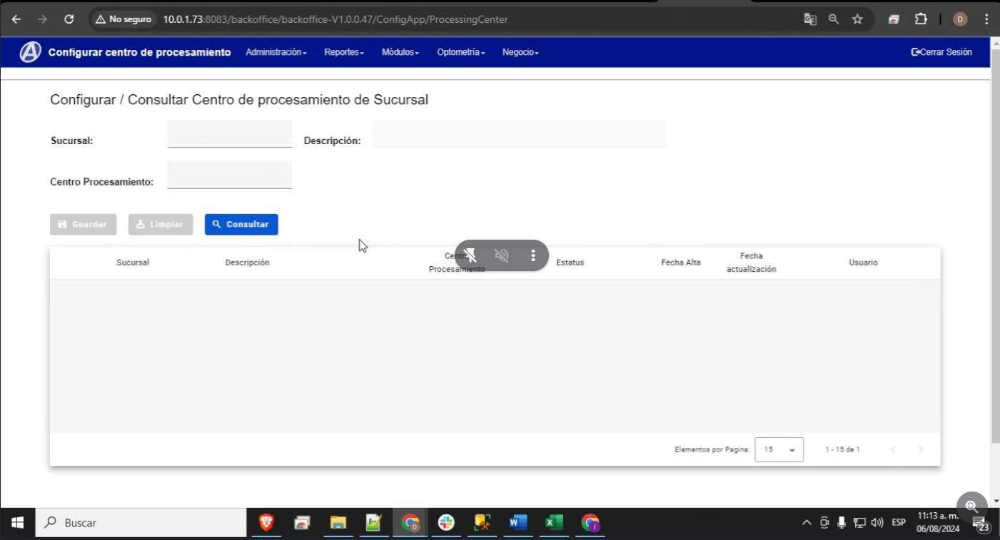 No seguro 10.0.1.73:8083/backoffice/backoffice-V1.0.0.47/ConfigApp/ProcessingCenter D
A Configurar centro de procesamiento Administración Reportes Módulos Optometría Negocio Cerrar Sesión
Configurar / Consultar Centro de procesamiento de Sucursal
Sucursal: Descripción:
Centro Procesamiento:
Guardar Limpiar Consultar
Sucursal Descripción Centro Procesamiento Estatus Fecha Alta Fecha actualización Usuario
Elementos por Pagina: 15 1 - 15 de 1
Buscar ESP 11:13 a. m.
06/08/2024 23